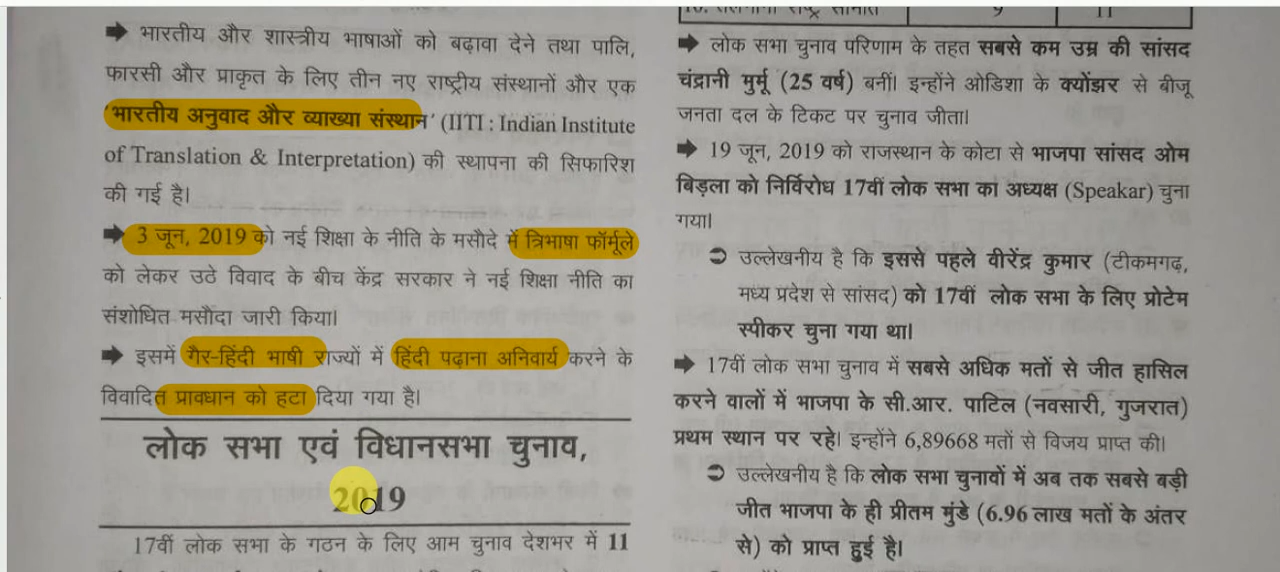 ➡ भारतीय और शास्त्रीय भाषाओं को बढ़ावा देने तथा पालि,
फारसी और प्राकृत के लिए तीन नए राष्ट्रीय संस्थानों और एक
'भारतीय अनुवाद और व्याख्या संस्थान' (IITI : Indian Institute
of Translation & Interpretation) की स्थापना की सिफारिश
की गई है।
➡ 3 जून, 2019 को नई शिक्षा के नीति के मसौदे में त्रिभाषा फॉर्मूले
को लेकर उठे विवाद के बीच केंद्र सरकार ने नई शिक्षा नीति का
संशोधित मसौदा जारी किया।
➡ इसमें गैर-हिंदी भाषी राज्यों में हिंदी पढ़ाना अनिवार्य करने के
विवादित प्रावधान को हटा दिया गया है।
लोक सभा एवं विधानसभा चुनाव,
2019
17वीं लोक सभा के गठन के लिए आम चुनाव देशभर में 11
9 11
➡ लोक सभा चुनाव परिणाम के तहत सबसे कम उम्र की सांसद
चंद्रानी मुर्मू (25 वर्ष) बनीं। इन्होंने ओडिशा के क्योंझर से बीजू
जनता दल के टिकट पर चुनाव जीता।
➡ 19 जून, 2019 को राजस्थान के कोटा से भाजपा सांसद ओम
बिड़ला को निर्विरोध 17वीं लोक सभा का अध्यक्ष (Speakar) चुना
गया।
➲ उल्लेखनीय है कि इससे पहले वीरेंद्र कुमार (टीकमगढ़,
मध्य प्रदेश से सांसद) को 17वीं लोक सभा के लिए प्रोटेम
स्पीकर चुना गया था।
➡ 17वीं लोक सभा चुनाव में सबसे अधिक मतों से जीत हासिल
करने वालों में भाजपा के सी.आर. पाटिल (नवसारी, गुजरात)
प्रथम स्थान पर रहे। इन्होंने 6,89668 मतों से विजय प्राप्त की।
➲ उल्लेखनीय है कि लोक सभा चुनावों में अब तक सबसे बड़ी
जीत भाजपा के ही प्रीतम मुंडे (6.96 लाख मतों के अंतर
से) को प्राप्त हुई है।